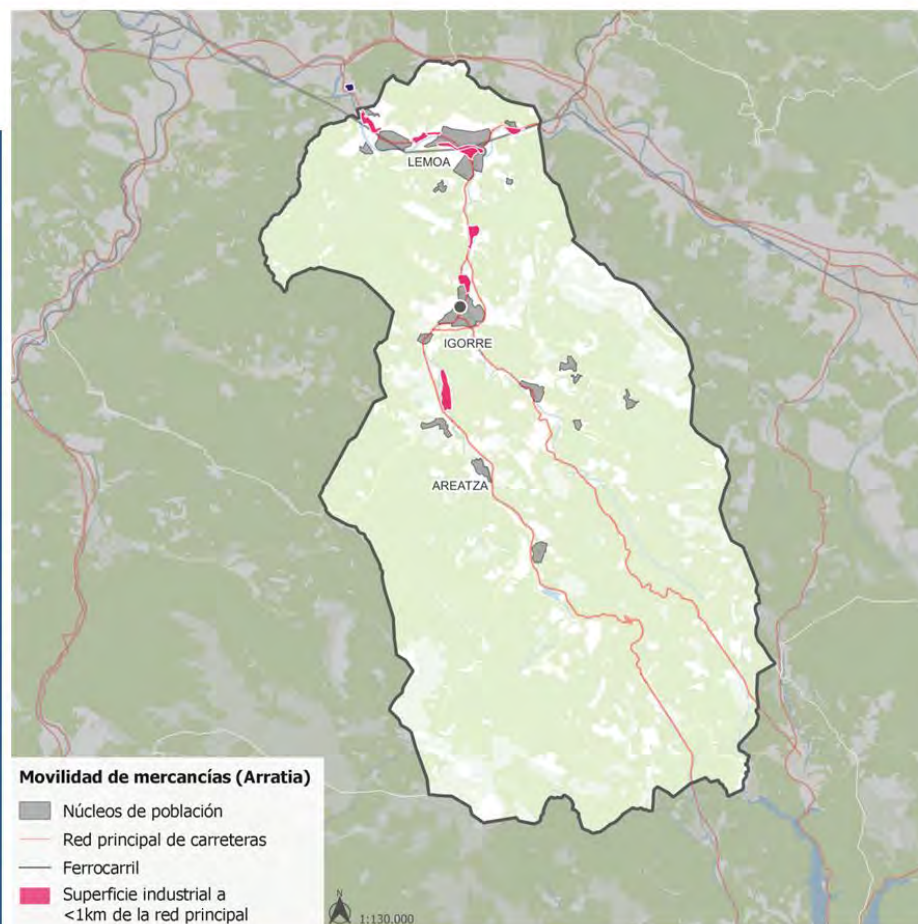 LEMOA
IGORRE
AREATZA
Movilidad de mercancías (Arratia)
Núcleos de población
Red principal de carreteras
Ferrocarril
Superficie industrial a
<1km de la red principal
N
1:130.000